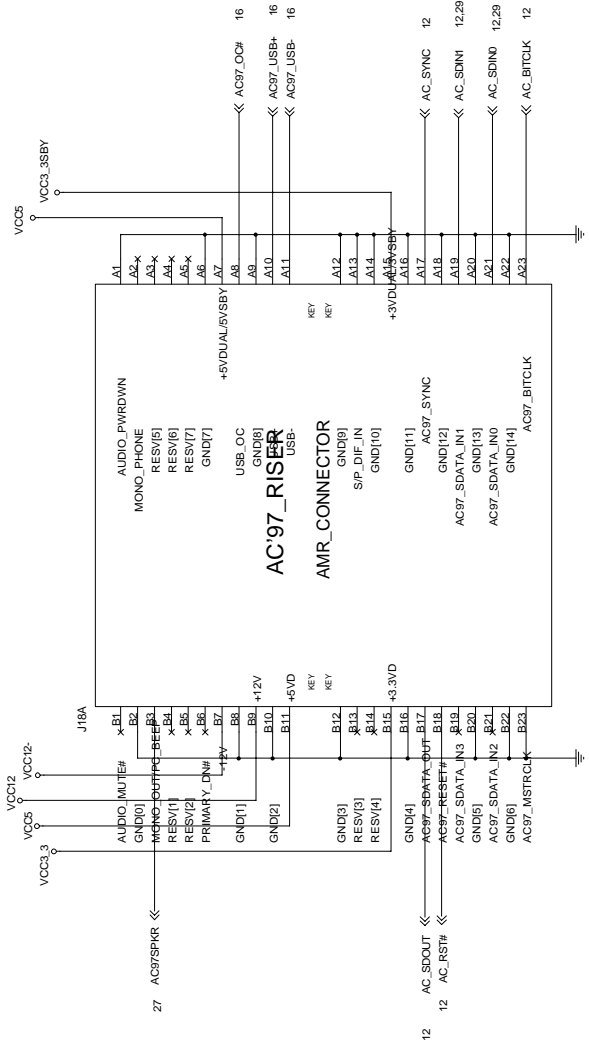 VCC12-
VCC12
VCC5
VCC3_3
27
AC97SPKR
12
AC_SDOUT
12
AC_RST#
AUDIO_MUTE#
GND[0]
MONO_OUT/PC_BEEP
RESV[1]
RESV[2]
PRIMARY_DN#
-12V
GND[1]
+12V
GND[2]
+5VD
KEY
KEY
GND[3]
RESV[3]
RESV[4]
+3.3VD
GND[4]
AC97_SDATA_OUT
AC97_RESET#
AC97_SDATA_IN3
GND[5]
AC97_SDATA_IN2
GND[6]
AC97_MSTRCLK
J18A
B1
B2
B3
B4
B5
B6
B7
B8
B9
B10
B11
B12
B13
B14
B15
B16
B17
B18
B19
B20
B21
B22
B23
AC'97_RISER
AMR_CONNECTOR
AUDIO_PWRDWN
MONO_PHONE
RESV[5]
RESV[6]
RESV[7]
GND[7]
+5VDUAL/5VSBY
USB_OC
GND[8]
USB+
USB-
KEY
KEY
GND[9]
S/P_DIF_IN
GND[10]
+3VDUAL/3VSBY
GND[11]
AC97_SYNC
GND[12]
AC97_SDATA_IN1
GND[13]
AC97_SDATA_IN0
GND[14]
AC97_BITCLK
A1
A2
A3
A4
A5
A6
A7
A8
A9
A10
A11
A12
A13
A14
A15
A16
A17
A18
A19
A20
A21
A22
A23
VCC5
VCC3_3SBY
AC97_OC# 16
AC97_USB+ 16
AC97_USB- 16
AC_SYNC 12
AC_SDIN1 12,29
AC_SDIN0 12,29
AC_BITCLK 12